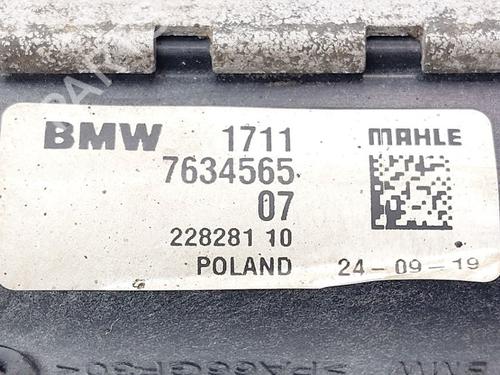 BMW 1711 MAHLE
7634565
07
228281 10
POLAND 24-09-19